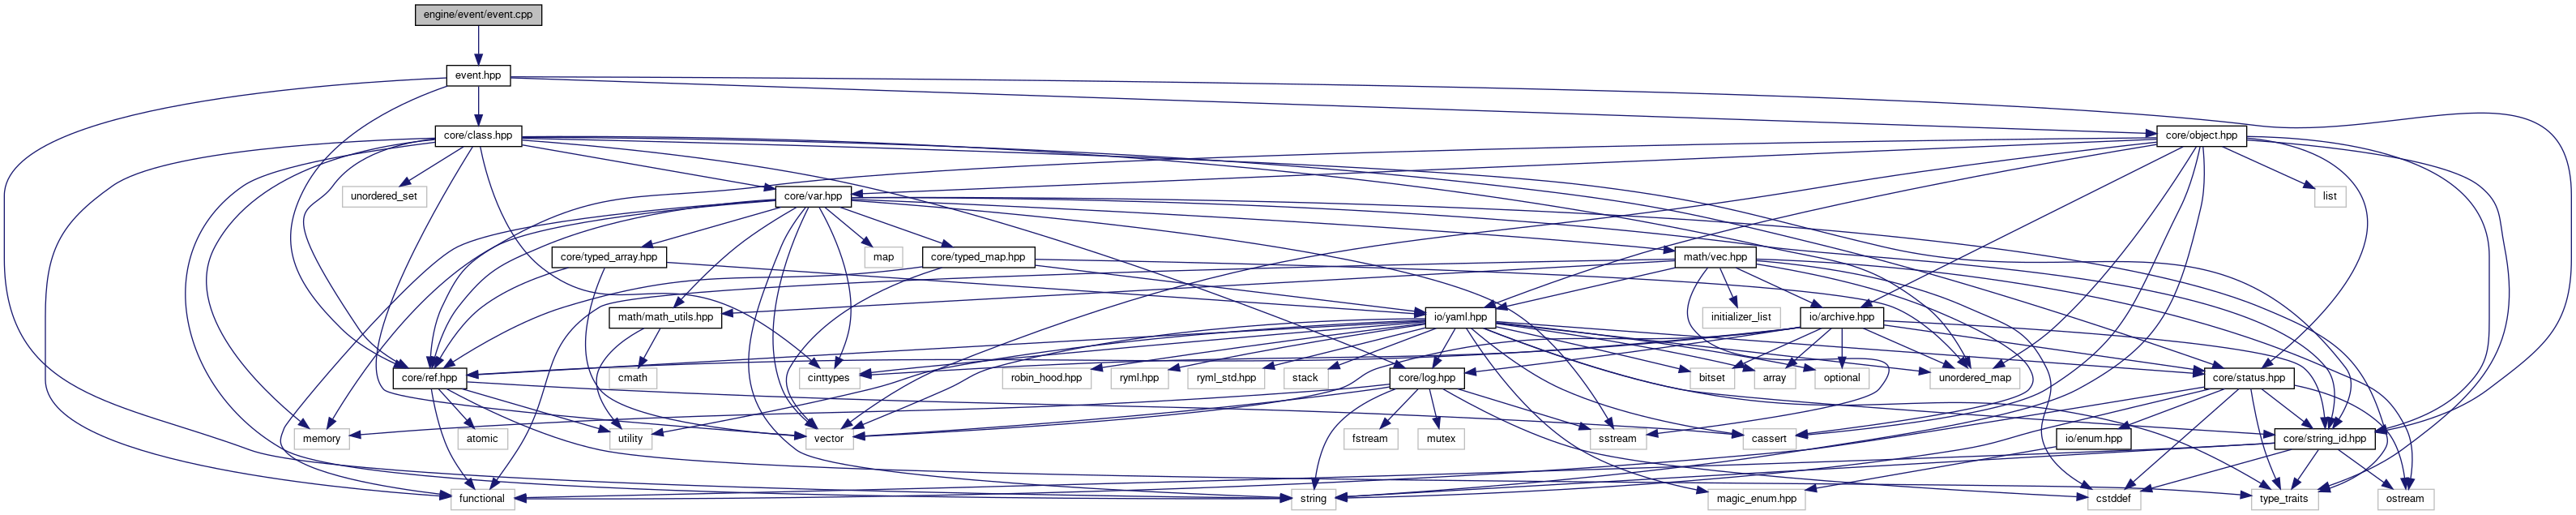 engine/event/event.cpp
event.hpp
core/class.hpp
core/object.hpp
unordered_set
core/var.hpp
list
core/typed_array.hpp
map
core/typed_map.hpp
math/vec.hpp
math/math_utils.hpp
io/yaml.hpp
initializer_list
io/archive.hpp
core/ref.hpp
cmath
cinttypes
robin_hood.hpp
ryml.hpp
ryml_std.hpp
stack
core/log.hpp
bitset
array
optional
unordered_map
core/status.hpp
memory
atomic
utility
vector
fstream
mutex
sstream
cassert
io/enum.hpp
core/string_id.hpp
functional
string
magic_enum.hpp
cstddef
type_traits
ostream